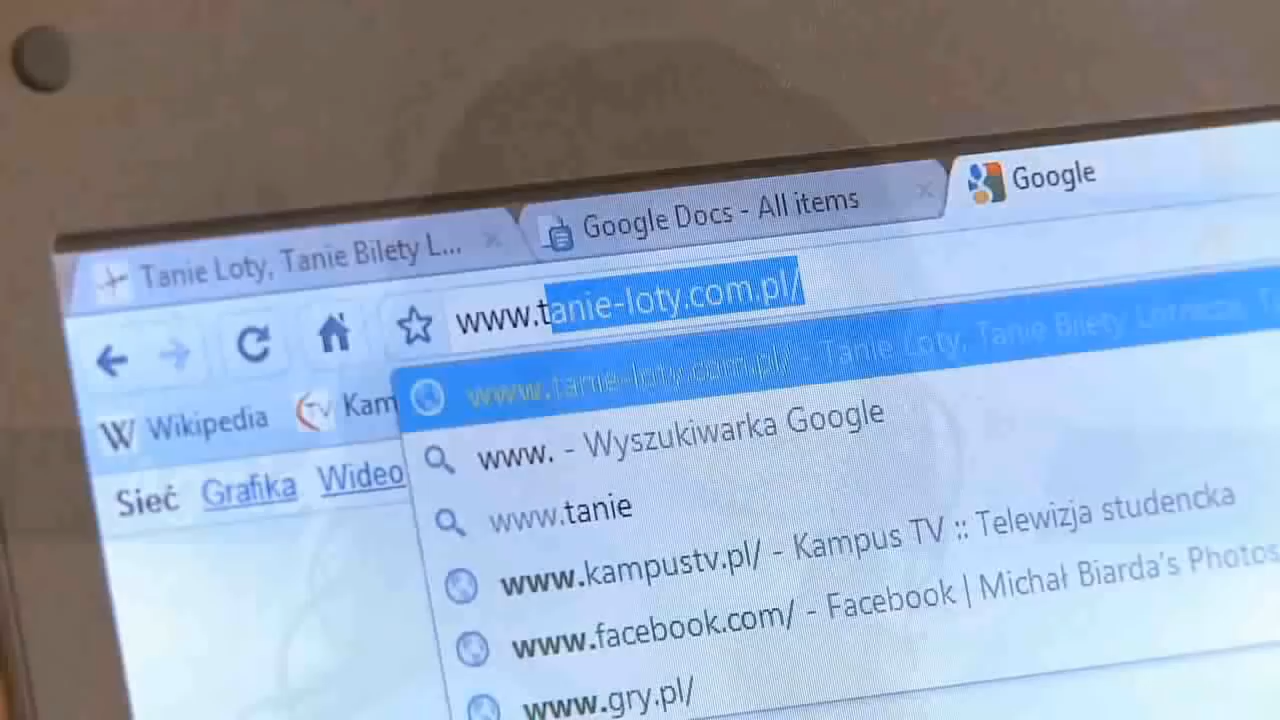 Tanie Loty, Tanie Bilety L...
Google Docs - All items
Google
www.tanie-loty.com.pl/
www.tanie-loty.com.pl/ - Tanie Loty, Tanie Bilety Lotnicze, T
W Wikipedia
TV Kam
www. - Wyszukiwarka Google
Sieć Grafika Wideo
www.tanie
www.kampustv.pl/ - Kampus TV :: Telewizja studencka
www.facebook.com/ - Facebook | Michał Biarda's Photos
www.gry.pl/